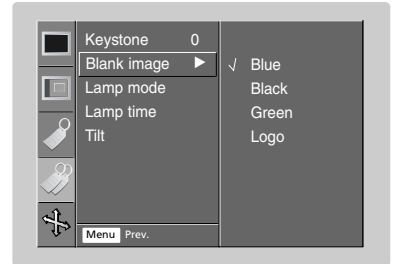 Keystone 0
Blank image ▶
Lamp mode
Lamp time
Tilt
√ Blue
Black
Green
Logo
Menu Prev.